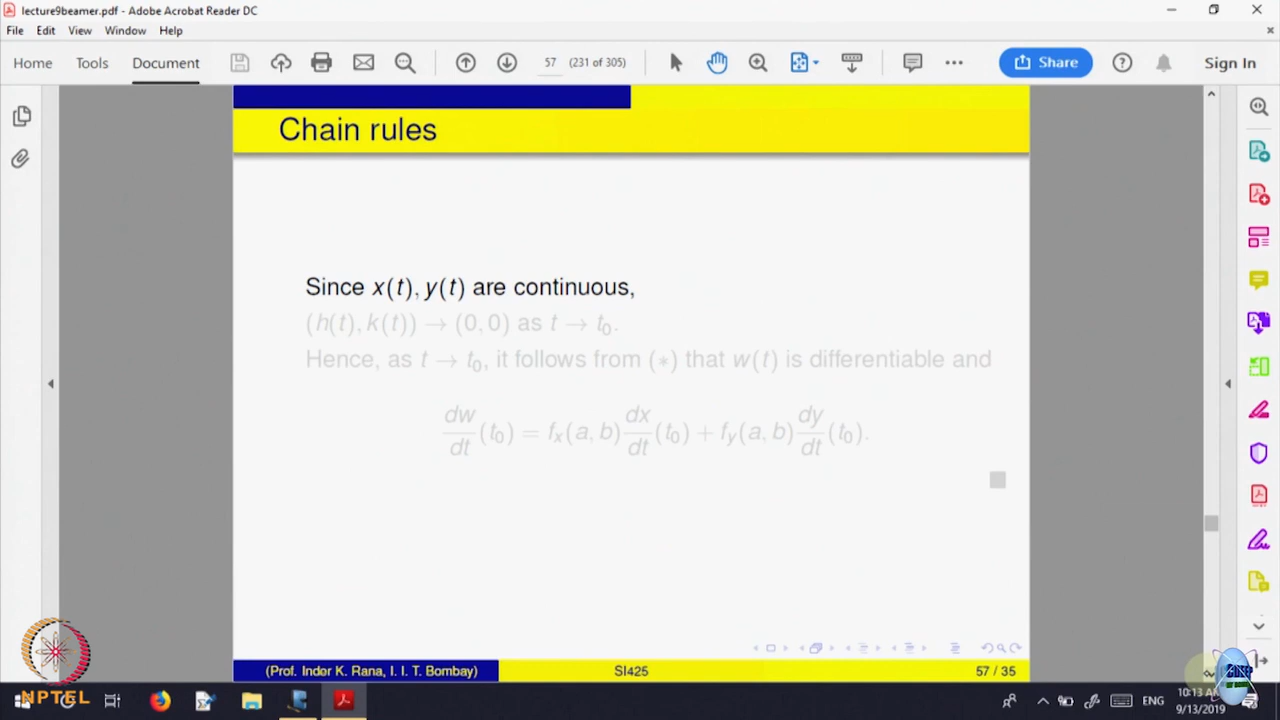 lecture9beamer.pdf - Adobe Acrobat Reader DC
File Edit View Window Help
Home Tools Document 57 (231 of 305) Share Sign In
Chain rules
Since x(t), y(t) are continuous,
(h(t), k(t)) → (0, 0) as t → t₀.
Hence, as t → t₀, it follows from (∗) that w(t) is differentiable and
dw/dt (t₀) = fₓ(a, b) dx/dt (t₀) + f_y(a, b) dy/dt (t₀).
(Prof. Inder K. Rana, I. I. T. Bombay) SI425 57 / 35
NPTEL
ENG
9/13/2019